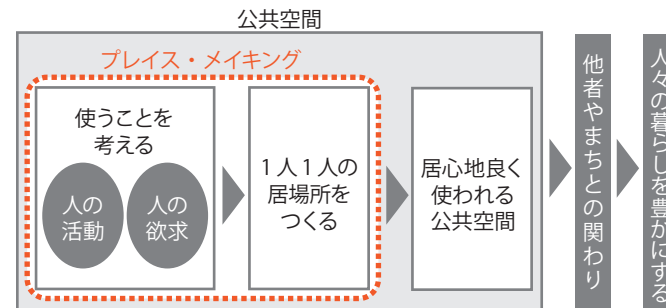 公共空間
プレイス・メイキング
使うことを
考える
人の
活動
人の
欲求
1人1人の
居場所を
つくる
居心地良く
使われる
公共空間
他者やまちとの関わり
人々の暮らしを豊かにする